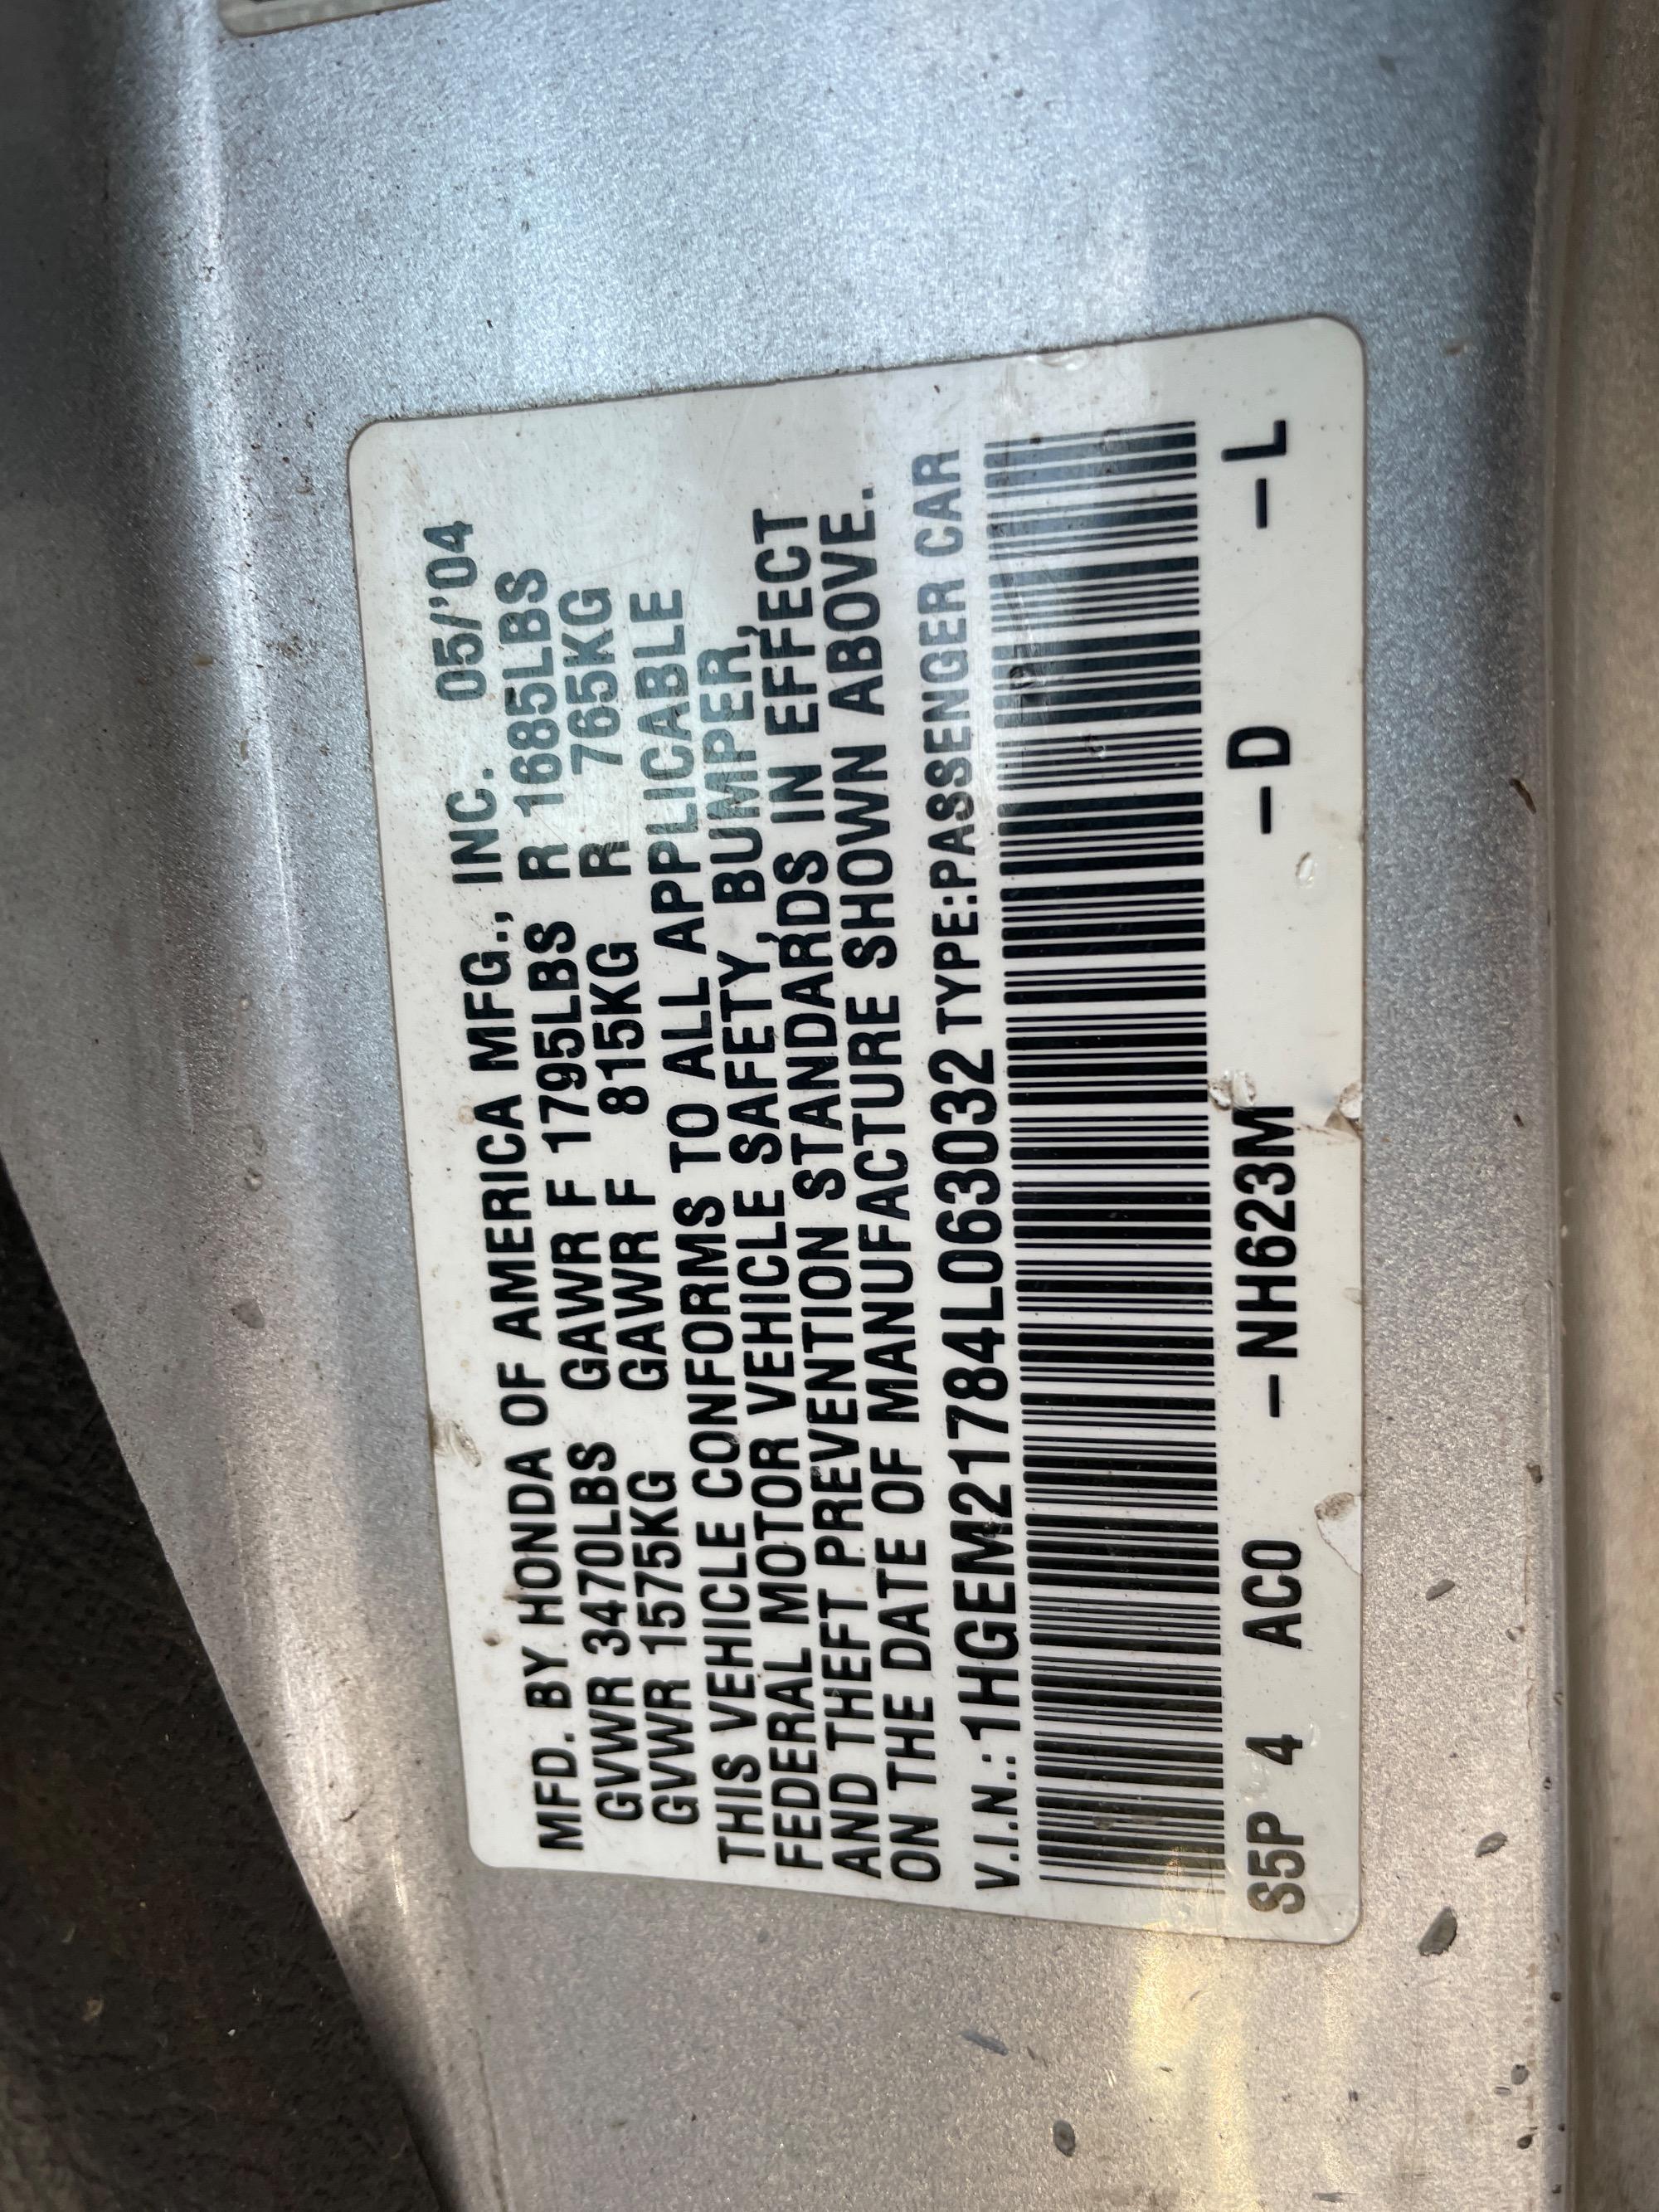 MFD. BY HONDA OF AMERICA MFG., INC. 05/'04
GVWR 3470LBS GAWR F 1795LBS R 1685LBS
GVWR 1575KG GAWR F 815KG R 765KG
THIS VEHICLE CONFORMS TO ALL APPLICABLE
FEDERAL MOTOR VEHICLE SAFETY, BUMPER,
AND THEFT PREVENTION STANDARDS IN EFFECT
ON THE DATE OF MANUFACTURE SHOWN ABOVE.
V.I.N.: 1HGEM21784L063032 TYPE:PASSENGER CAR
S5P 4 AC0 -NH623M -D -L